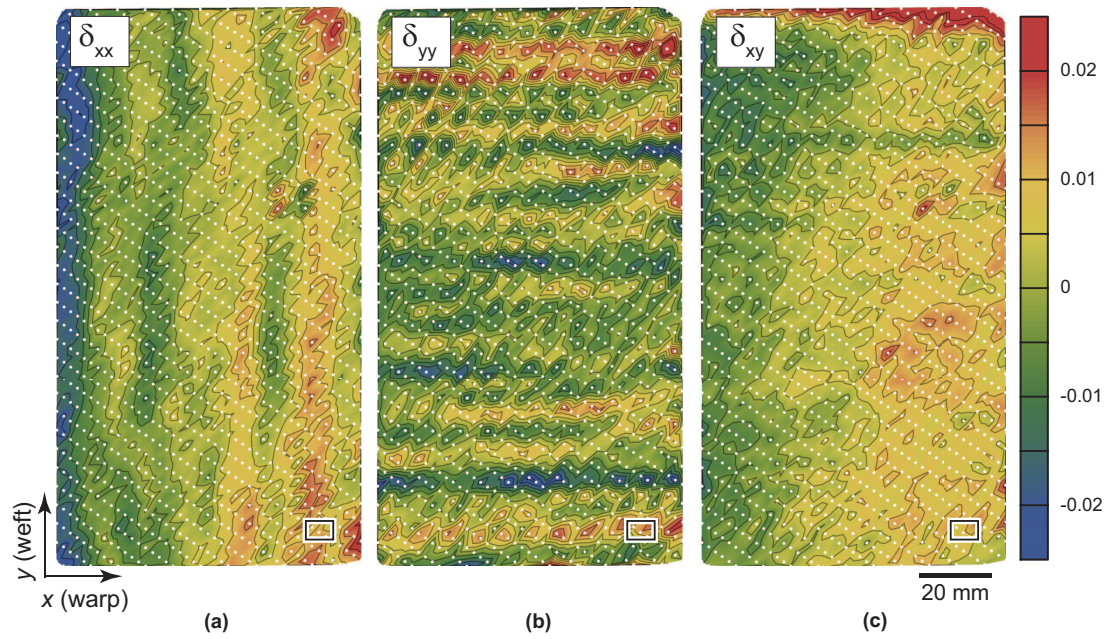 δxx
δyy
δxy
0.02
0.01
0
-0.01
-0.02
y (weft)
x (warp)
20 mm
(a)
(b)
(c)